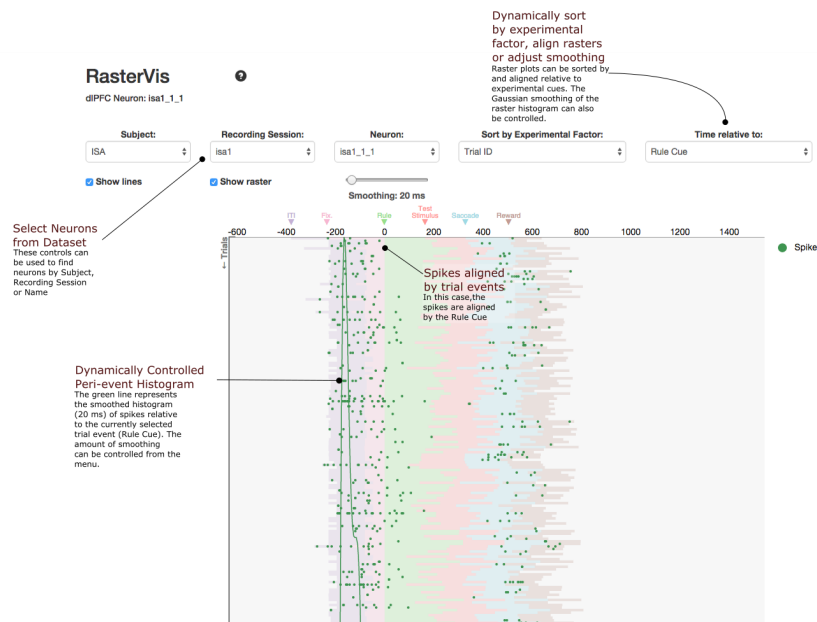 Dynamically sort
by experimental
factor, align rasters
or adjust smoothing
Raster plots can be sorted by
and aligned relative to
experimental cues. The
Gaussian smoothing of the
raster histogram can also
be controlled.
RasterVis ?
dlPFC Neuron: isa1_1_1
Subject: Recording Session: Neuron: Sort by Experimental Factor: Time relative to:
ISA isa1 isa1_1_1 Trial ID Rule Cue
Show lines Show raster
Smoothing: 20 ms
ITI Fix. Rule Test Stimulus Saccade Reward
-600 -400 -200 0 200 400 600 800 1000 1200 1400
← Trials
Spike
Select Neurons
from Dataset
These controls can
be used to find
neurons by Subject,
Recording Session
or Name
Spikes aligned
by trial events
In this case,the
spikes are aligned
by the Rule Cue
Dynamically Controlled
Peri-event Histogram
The green line represents
the smoothed histogram
(20 ms) of spikes relative
to the currently selected
trial event (Rule Cue). The
amount of smoothing
can be controlled from the
menu.